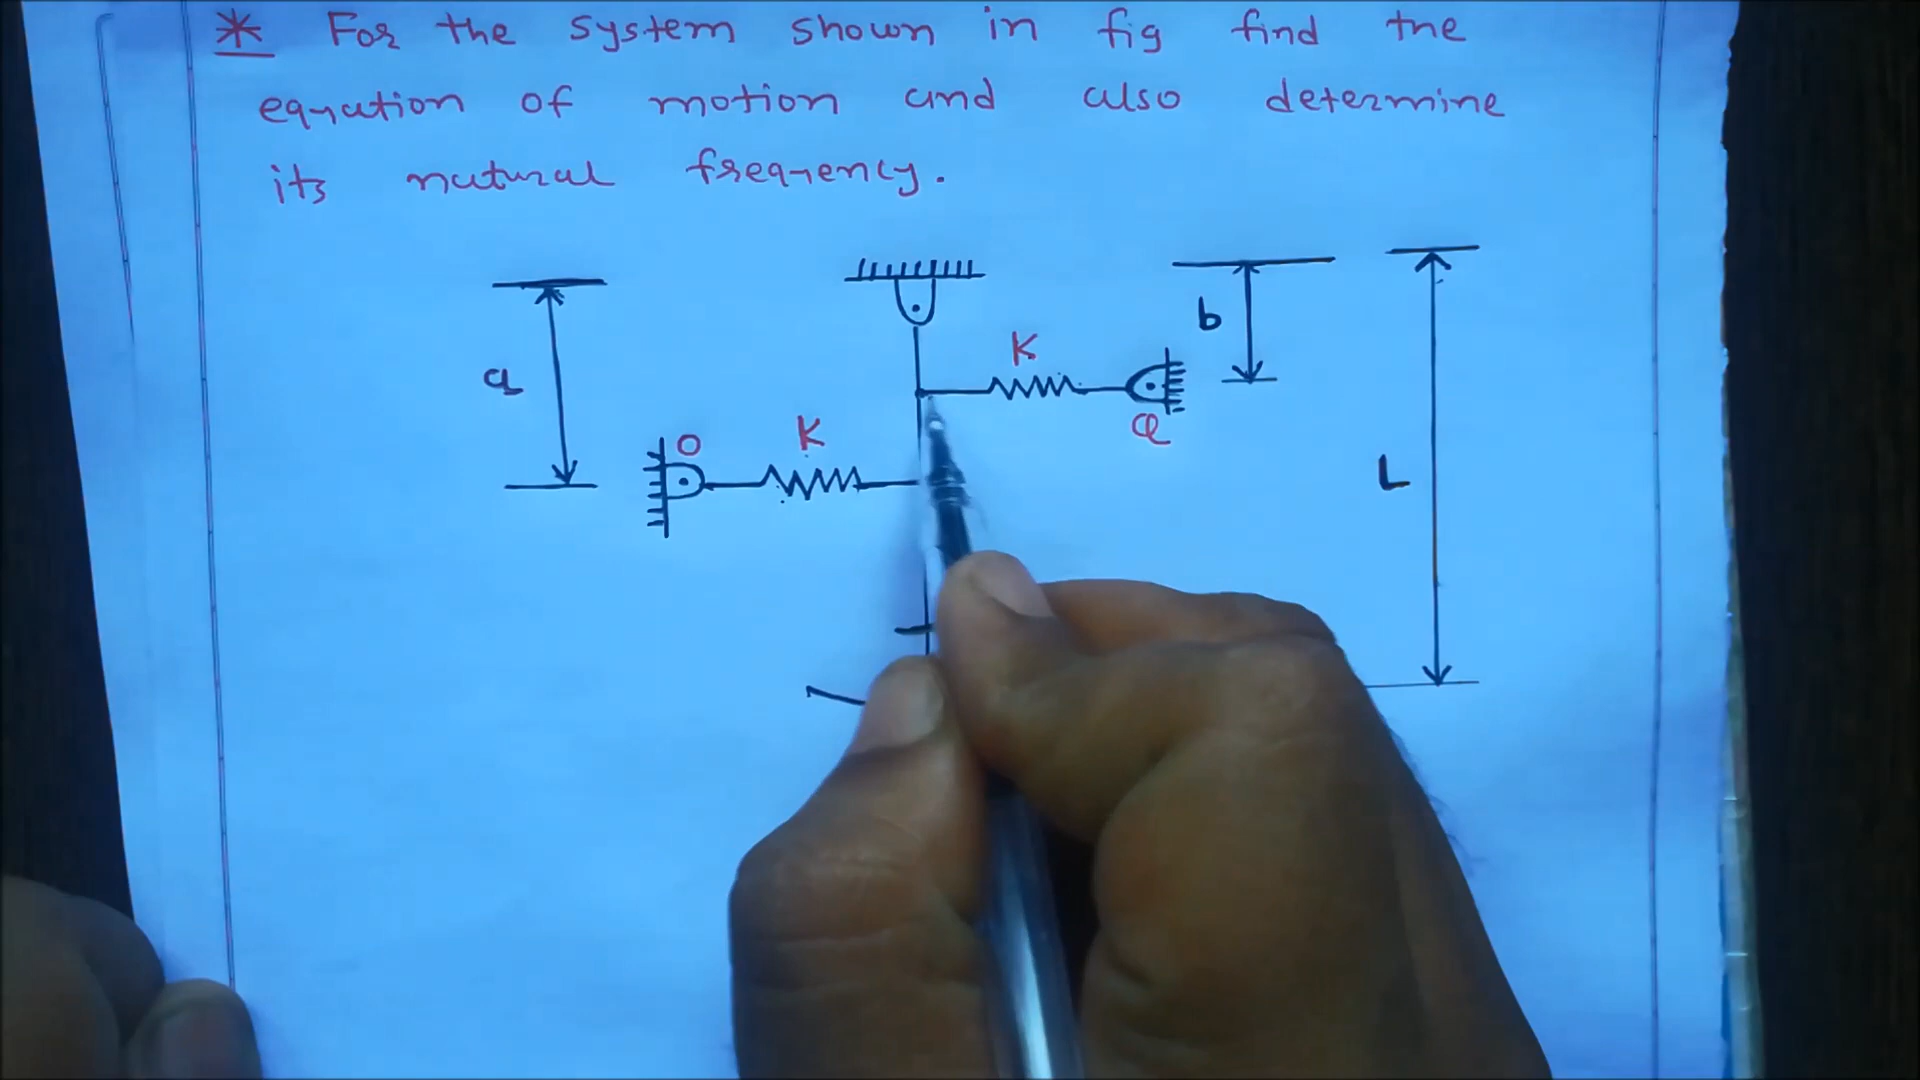 * For the system shown in fig find the
equation of motion and also determine
its natural frequency.
b
K
a
Q
K
O
L